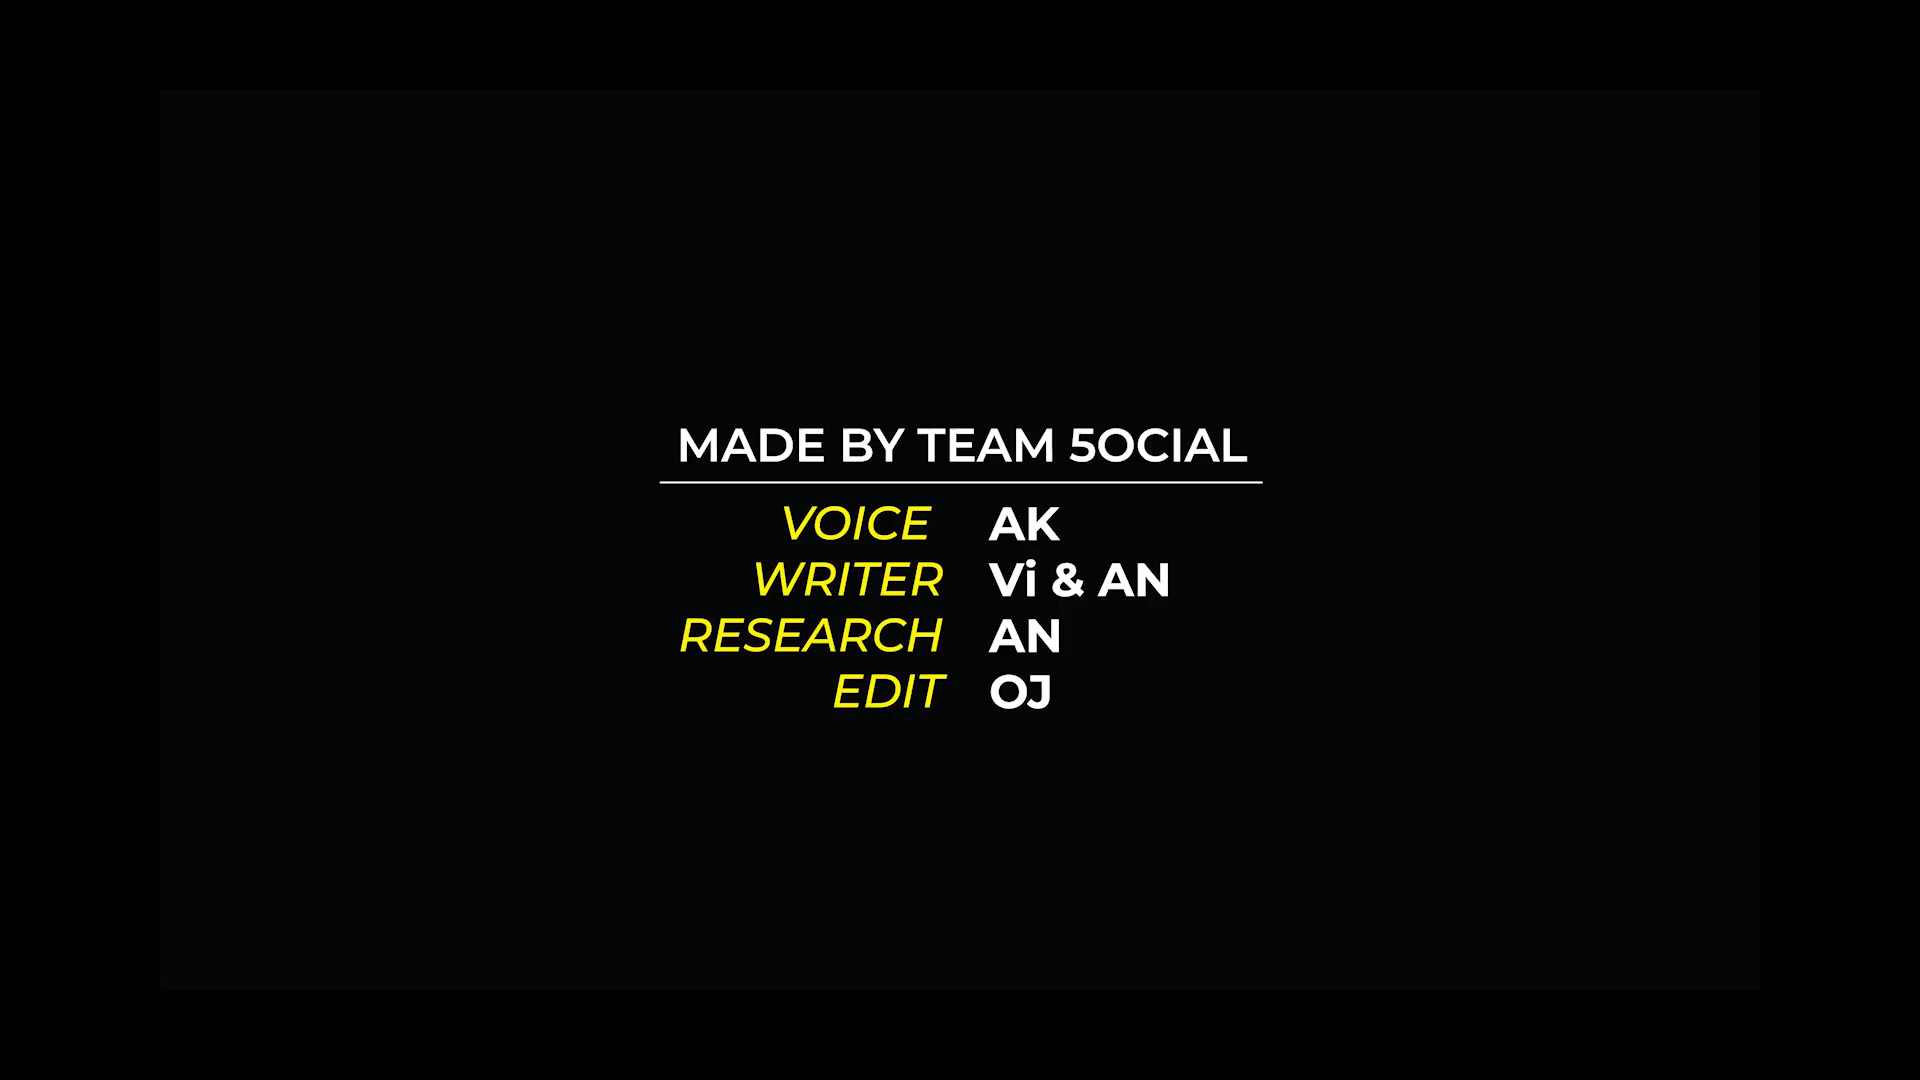 MADE BY TEAM 5OCIAL
VOICE AK
WRITER Vi & AN
RESEARCH AN
EDIT OJ